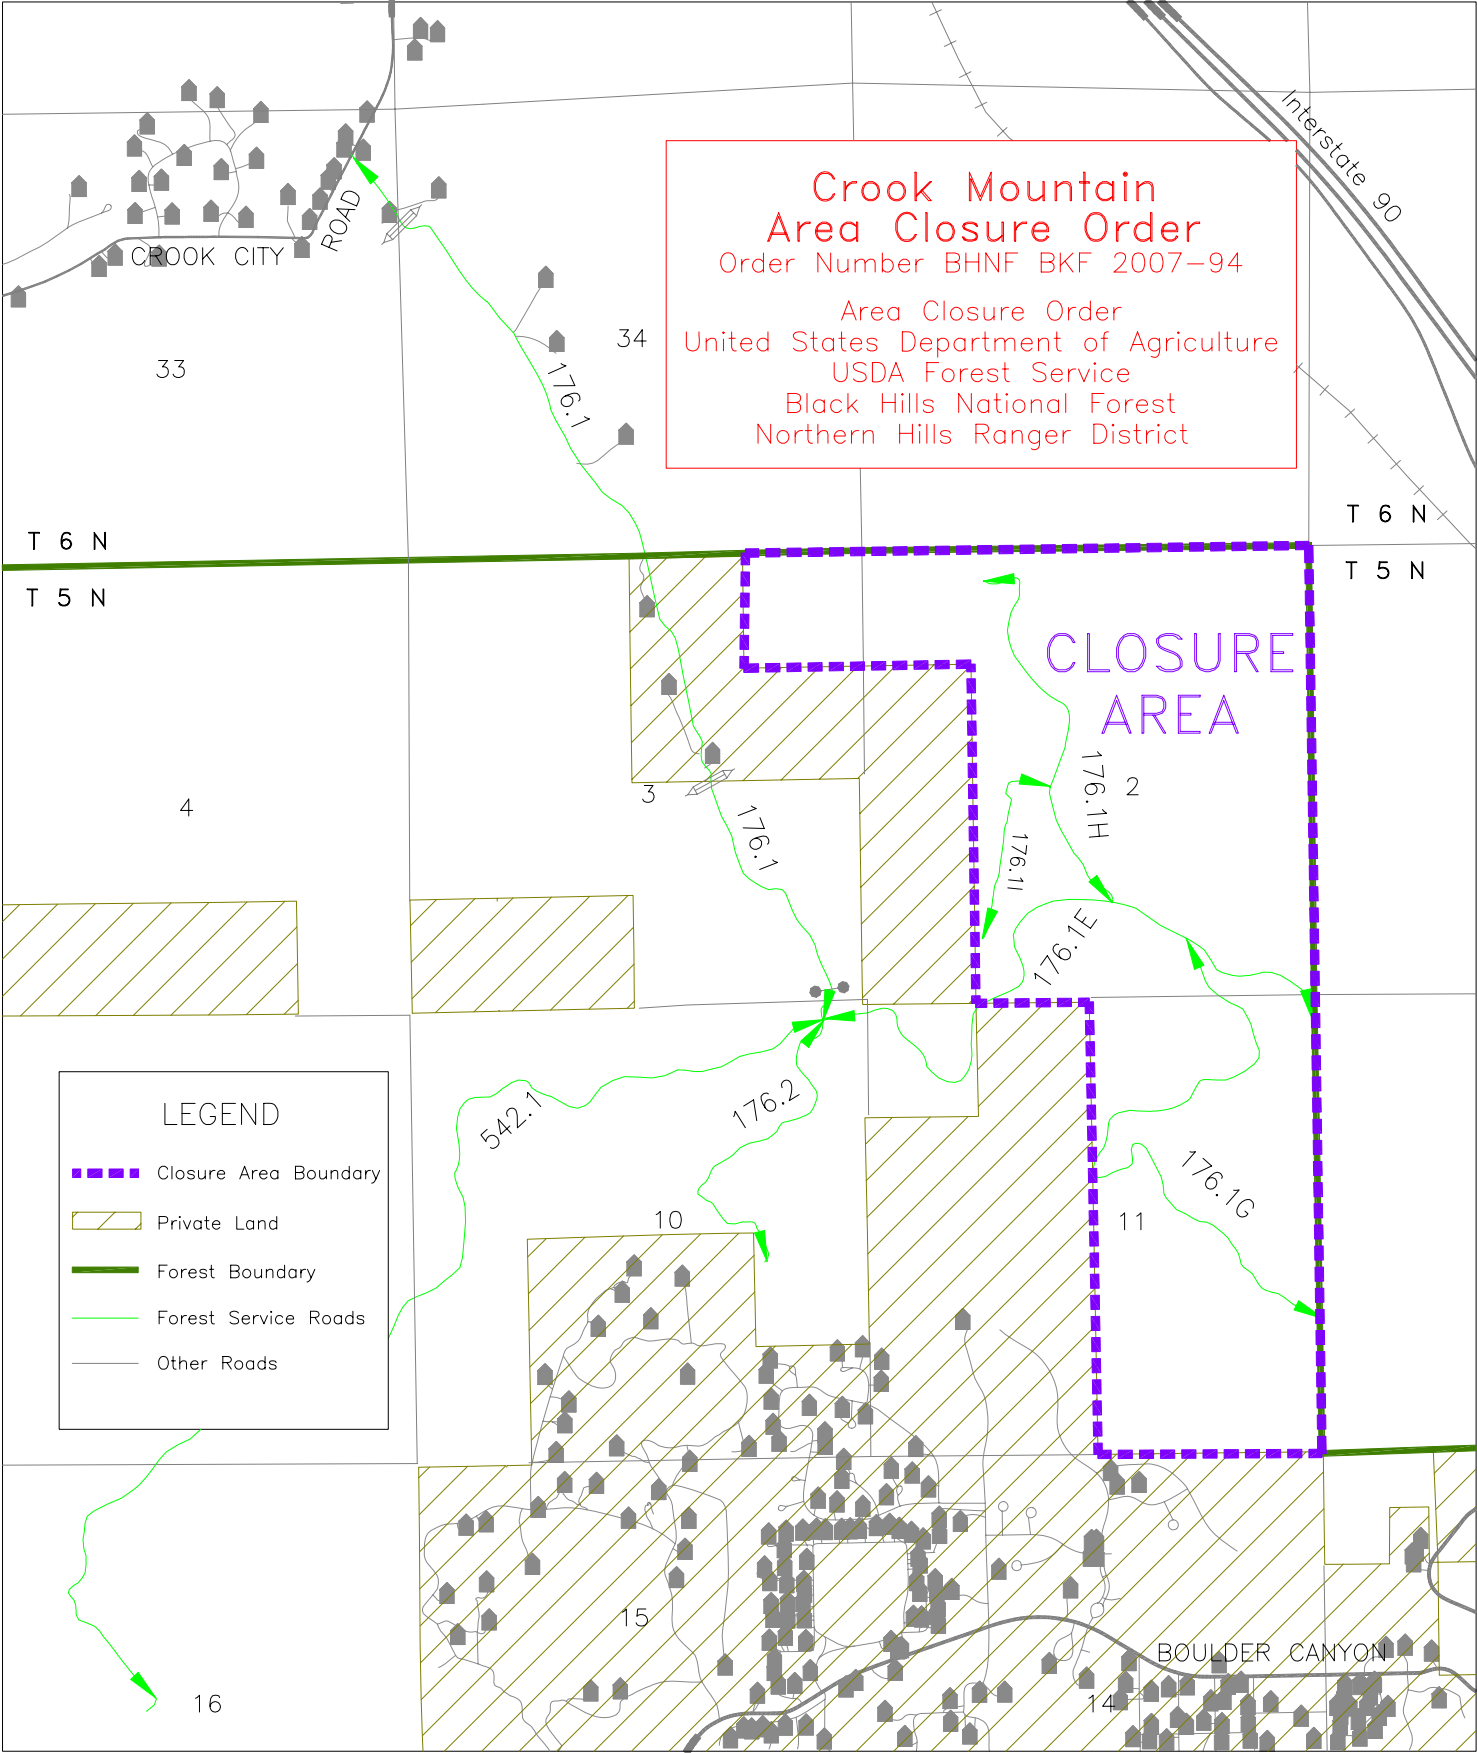 Interstate 90
Crook Mountain
Area Closure Order
Order Number BHNF BKF 2007-94
Area Closure Order
United States Department of Agriculture
USDA Forest Service
Black Hills National Forest
Northern Hills Ranger District
CROOK CITY
ROAD
33
34
176.1
T 6 N
T 6 N
T 5 N
T 5 N
CLOSURE
AREA
4
3
2
176.1
176.1H
176.1I
176.1E
542.1
176.2
176.1G
10
11
LEGEND
Closure Area Boundary
Private Land
Forest Boundary
Forest Service Roads
Other Roads
15
BOULDER CANYON
16
14